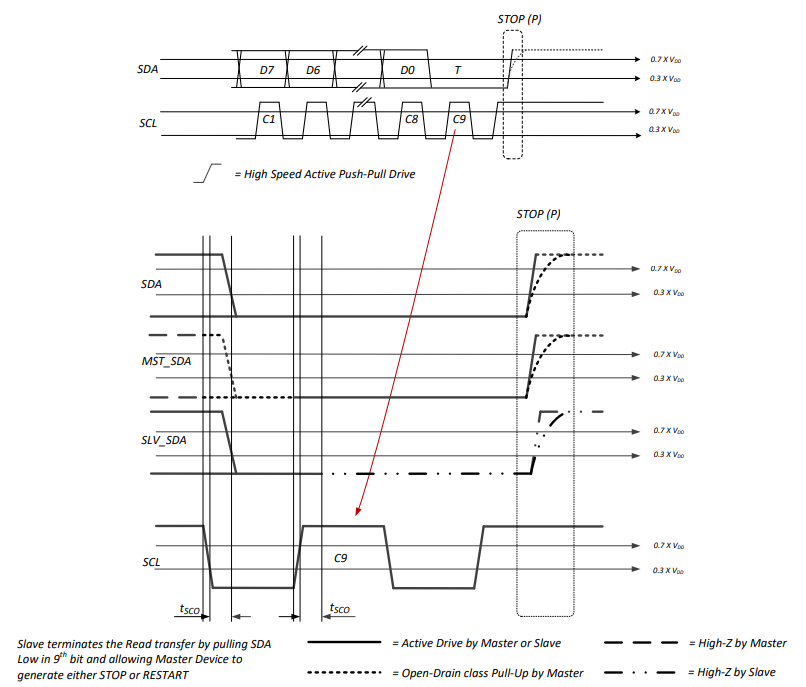 STOP (P)
SDA
D7
D6
D0
T
0.7 X VDD
0.3 X VDD
SCL
C1
C8
C9
0.7 X VDD
0.3 X VDD
= High Speed Active Push-Pull Drive
STOP (P)
SDA
0.7 X VDD
0.3 X VDD
MST_SDA
0.7 X VDD
0.3 X VDD
SLV_SDA
0.7 X VDD
0.3 X VDD
SCL
C9
0.7 X VDD
0.3 X VDD
tSCO
tSCO
Slave terminates the Read transfer by pulling SDA
Low in 9th bit and allowing Master Device to
generate either STOP or RESTART
= Active Drive by Master or Slave
= High-Z by Master
= Open-Drain class Pull-Up by Master
= High-Z by Slave